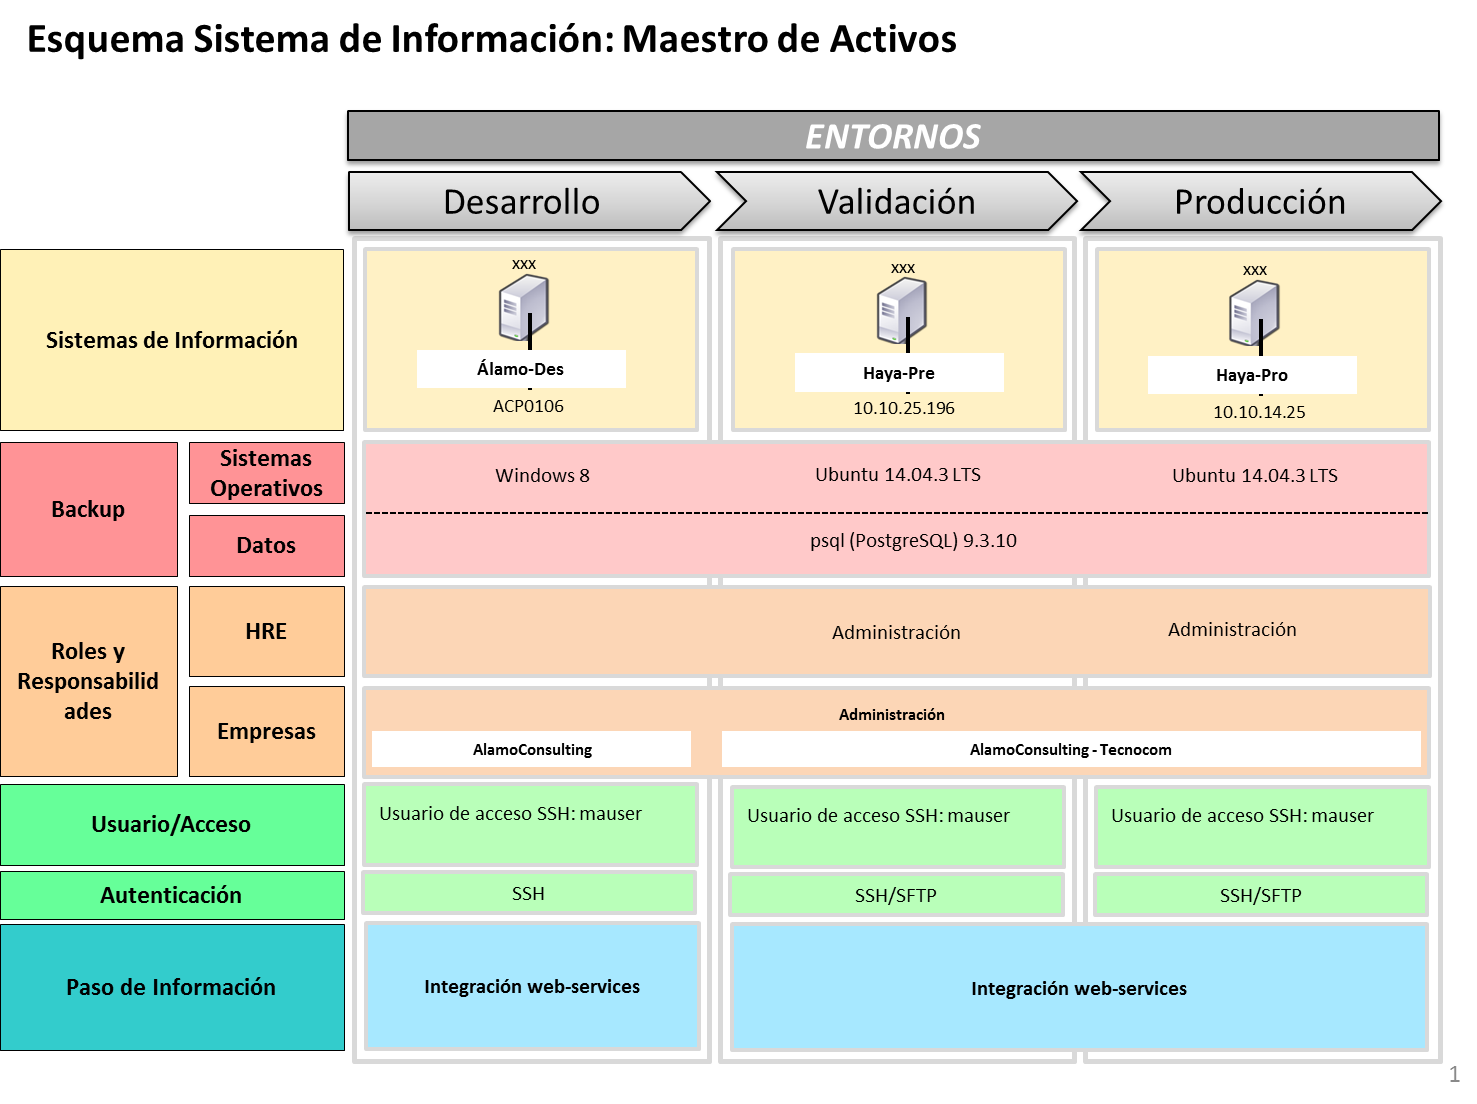 Esquema Sistema de Información: Maestro de Activos
ENTORNOS
Desarrollo
Validación
Producción
Sistemas de Información
xxx
Álamo-Des
ACP0106
xxx
Haya-Pre
10.10.25.196
xxx
Haya-Pro
10.10.14.25
Backup
Sistemas
Operativos
Windows 8
Ubuntu 14.04.3 LTS
Ubuntu 14.04.3 LTS
Datos
psql (PostgreSQL) 9.3.10
Roles y
Responsabilid
ades
HRE
Administración
Administración
Empresas
Administración
AlamoConsulting
AlamoConsulting - Tecnocom
Usuario/Acceso
Usuario de acceso SSH: mauser
Usuario de acceso SSH: mauser
Usuario de acceso SSH: mauser
Autenticación
SSH
SSH/SFTP
SSH/SFTP
Paso de Información
Integración web-services
Integración web-services
1